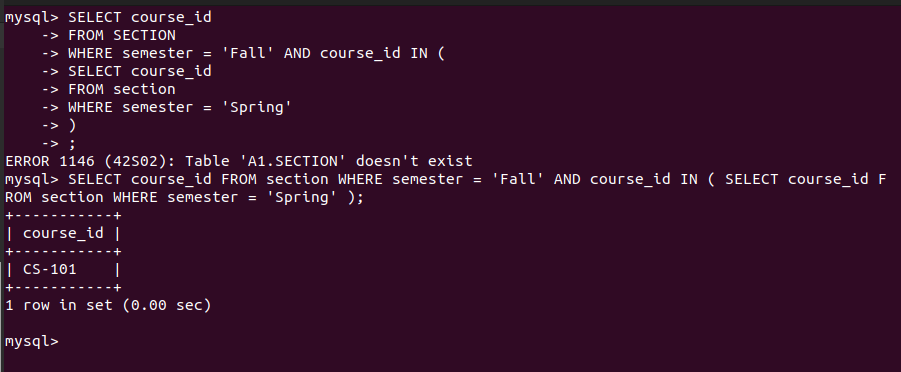 mysql> SELECT course_id
    -> FROM SECTION
    -> WHERE semester = 'Fall' AND course_id IN (
    -> SELECT course_id
    -> FROM section
    -> WHERE semester = 'Spring'
    -> )
    -> ;
ERROR 1146 (42S02): Table 'A1.SECTION' doesn't exist
mysql> SELECT course_id FROM section WHERE semester = 'Fall' AND course_id IN ( SELECT course_id F
ROM section WHERE semester = 'Spring' );
+-----------+
| course_id |
+-----------+
| CS-101    |
+-----------+
1 row in set (0.00 sec)

mysql>